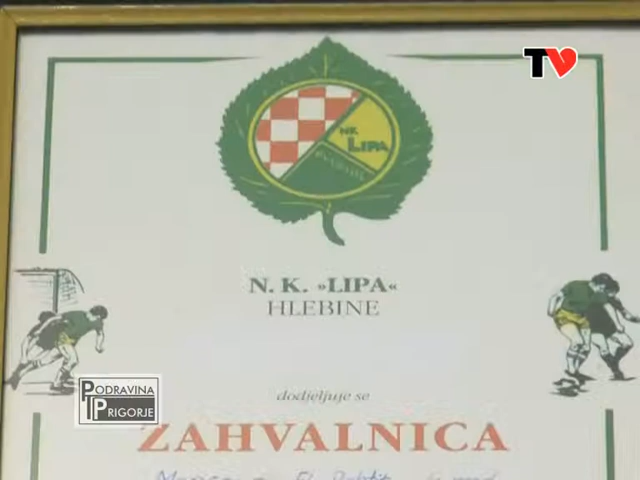 TV
NK
LIPA
N. K. »LIPA«
HLEBINE
dodjeljuje se
ZAHVALNICA
PODRAVINA
I PRIGORJE